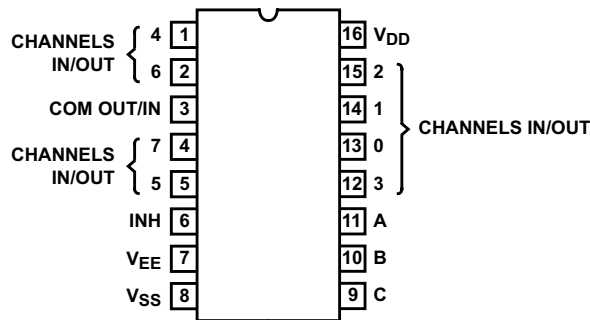 CHANNELS IN/OUT
4 1
6 2
COM OUT/IN 3
CHANNELS IN/OUT
7 4
5 5
INH 6
VEE 7
VSS 8
16 VDD
15 2
14 1
13 0
12 3
CHANNELS IN/OUT
11 A
10 B
9 C